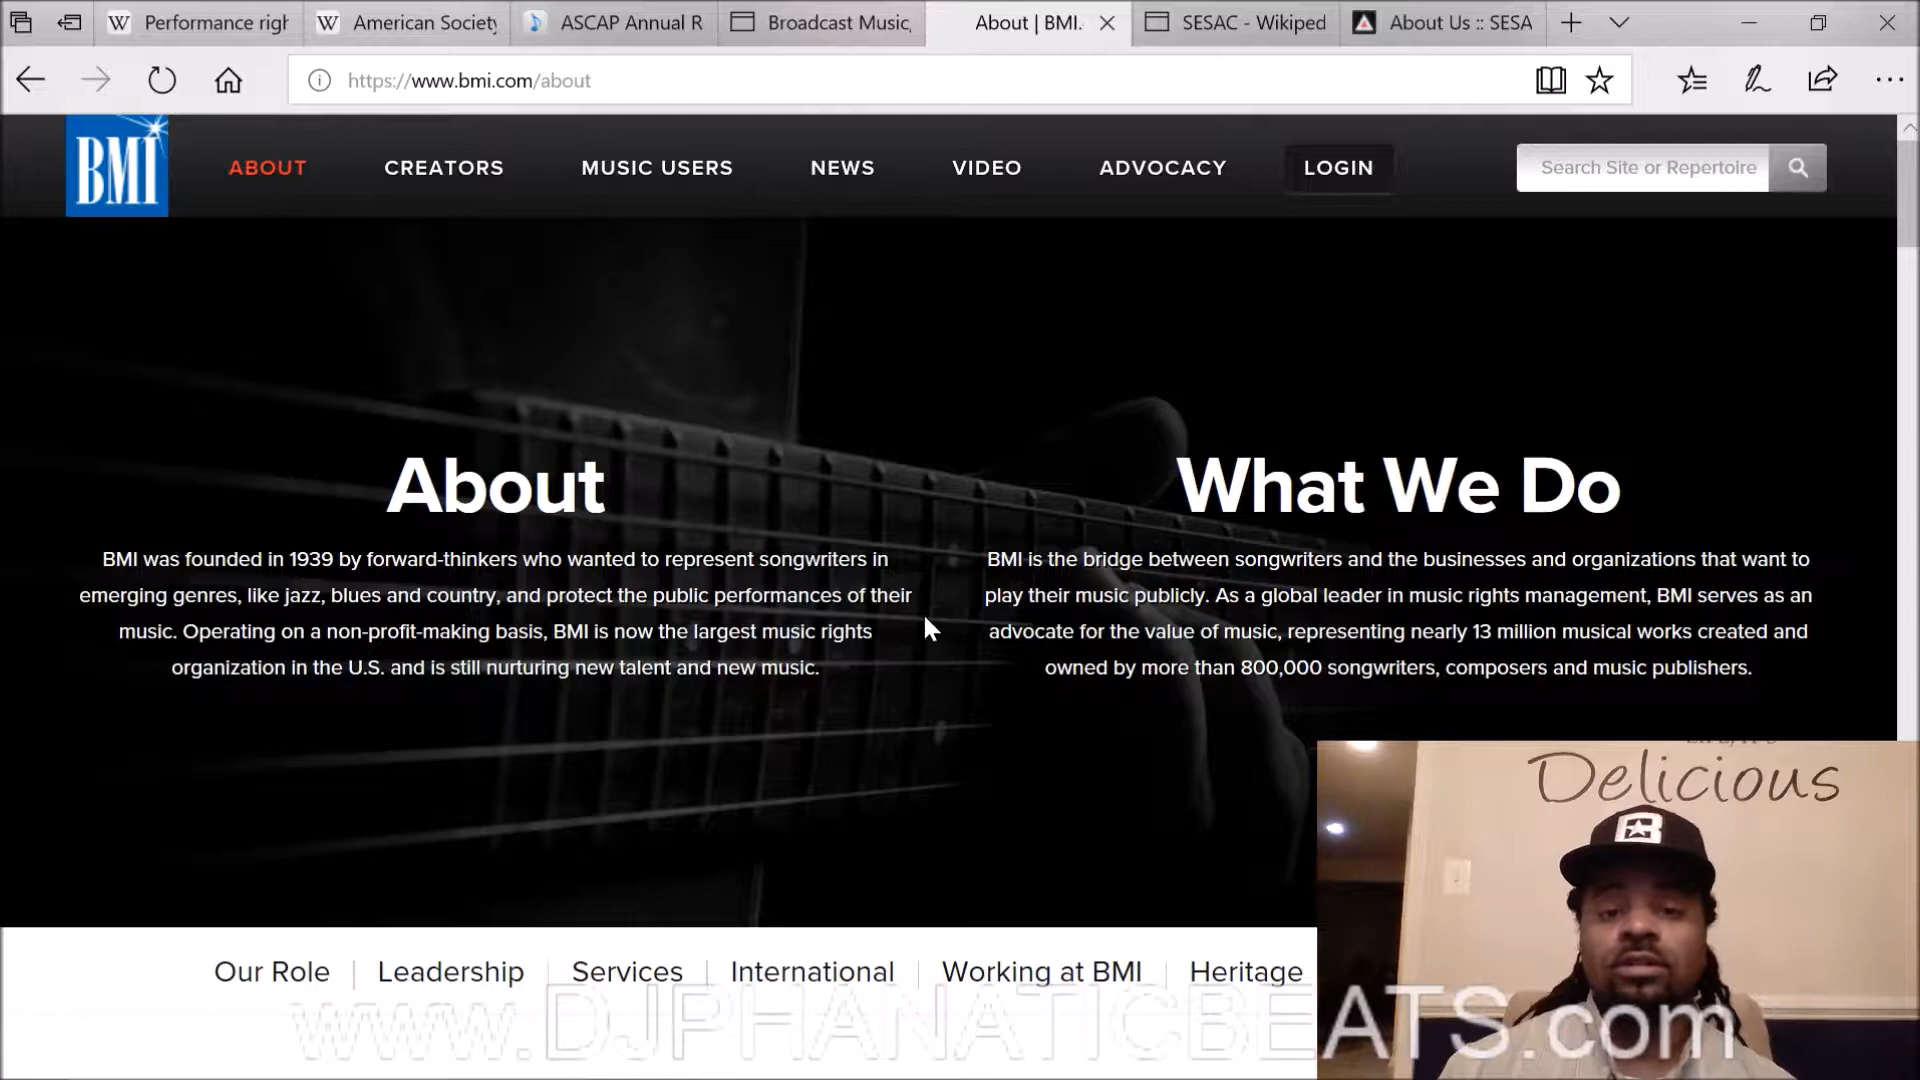 Performance righ
American Society
ASCAP Annual R
Broadcast Music,
About | BMI.
SESAC - Wikiped
About Us :: SESA
https://www.bmi.com/about
BMI
ABOUT
CREATORS
MUSIC USERS
NEWS
VIDEO
ADVOCACY
LOGIN
Search Site or Repertoire
About
BMI was founded in 1939 by forward-thinkers who wanted to represent songwriters in
emerging genres, like jazz, blues and country, and protect the public performances of their
music. Operating on a non-profit-making basis, BMI is now the largest music rights
organization in the U.S. and is still nurturing new talent and new music.
What We Do
BMI is the bridge between songwriters and the businesses and organizations that want to
play their music publicly. As a global leader in music rights management, BMI serves as an
advocate for the value of music, representing nearly 13 million musical works created and
owned by more than 800,000 songwriters, composers and music publishers.
Delicious
B
Our Role
Leadership
Services
International
Working at BMI
Heritage
www.DJPHANATICBEATS.com